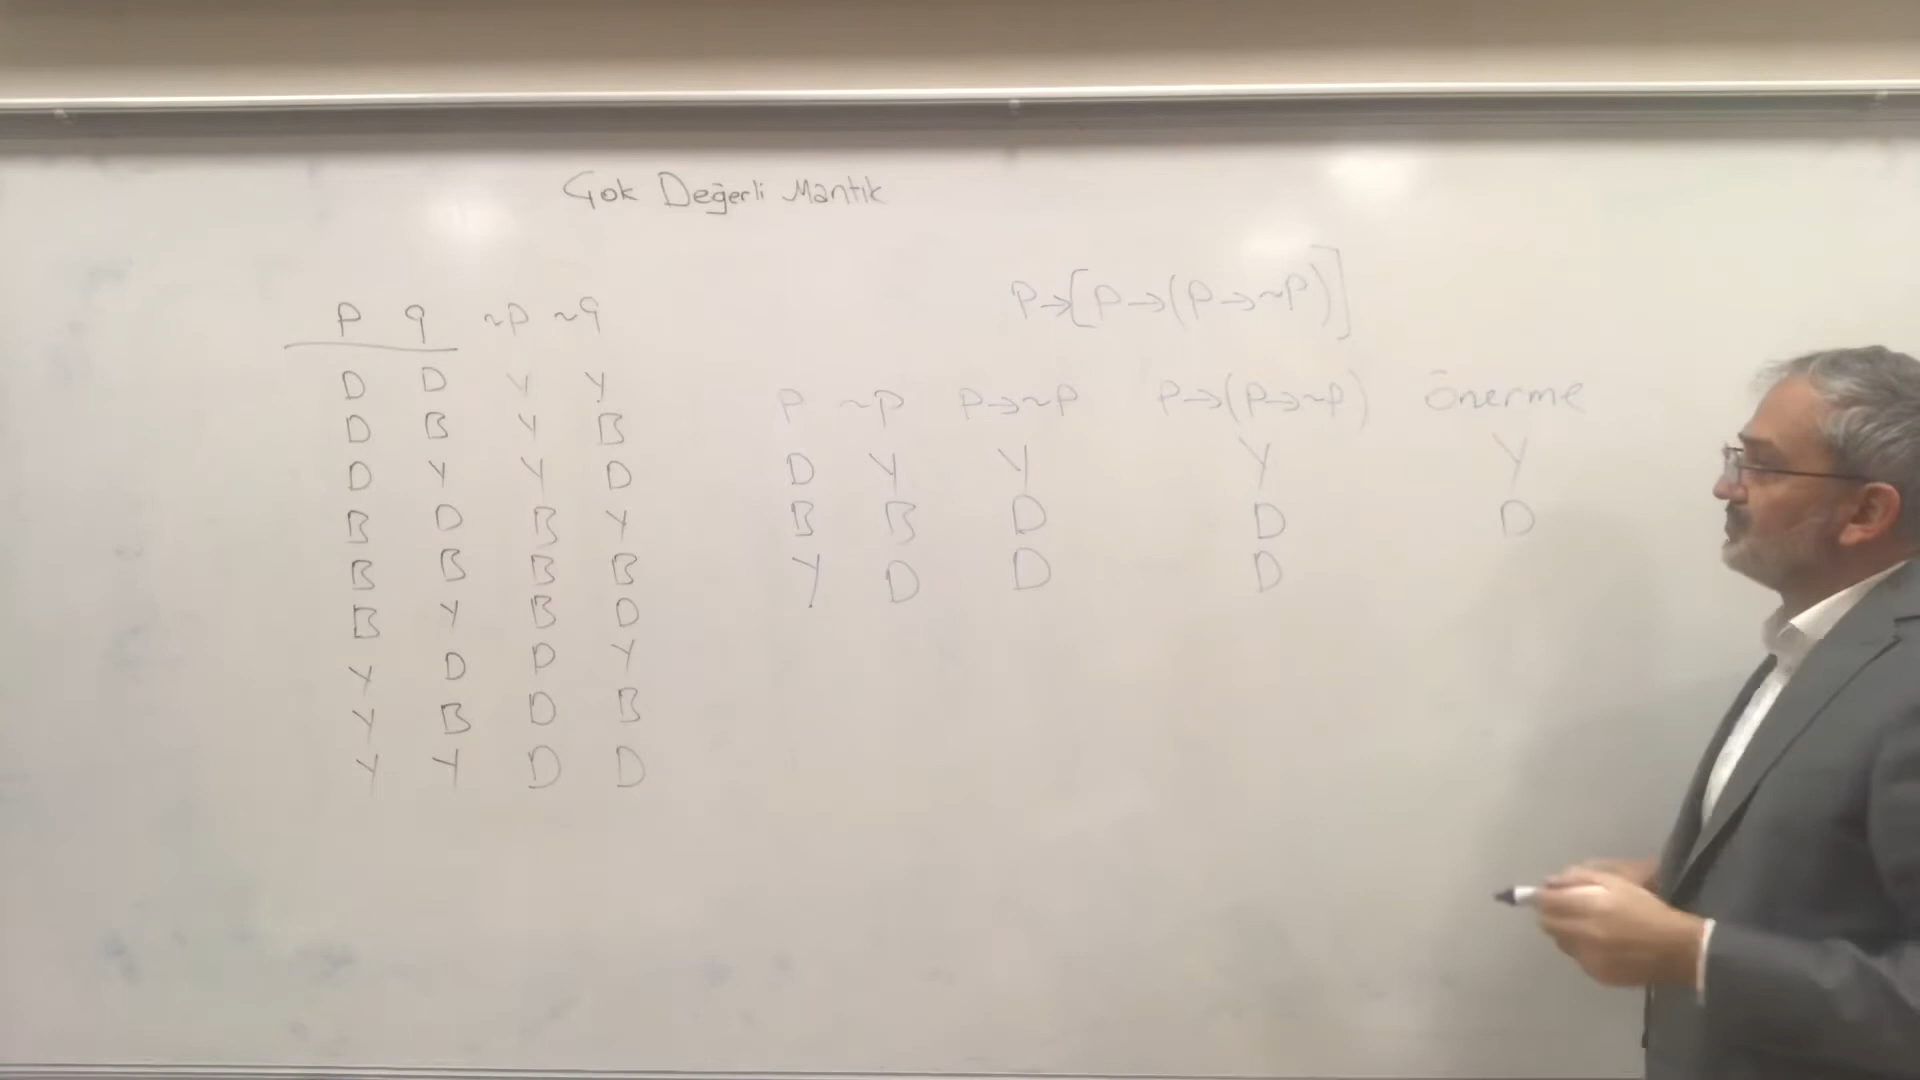 Çok Değerli Mantık
P q ~p ~q
D D Y Y
D B Y B
D Y Y D
B D B Y
B B B B
B Y B D
Y D D Y
Y B D B
Y Y D D
P→[P→(P→~P)]
P ~P P→~P P→(P→~P) Önerme
D Y Y Y Y
B B D D D
Y D D D